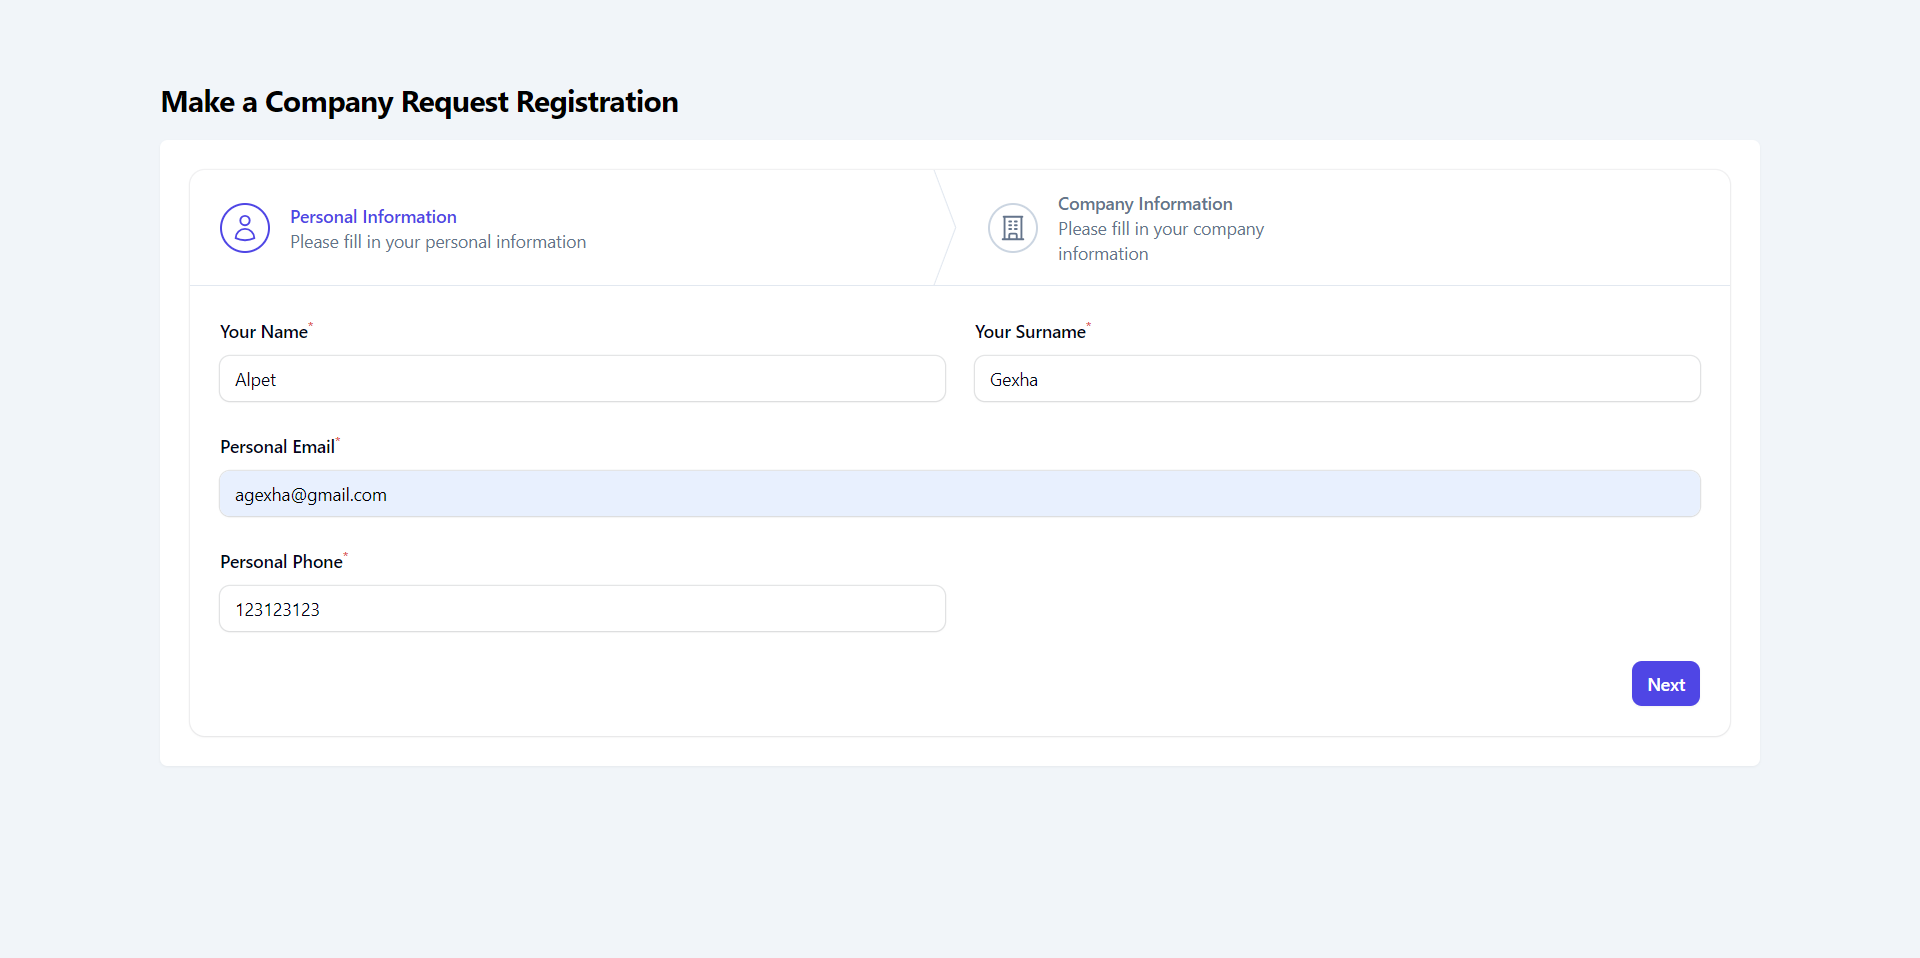 Make a Company Request Registration
Personal Information
Please fill in your personal information
Company Information
Please fill in your company
information
Your Name*
Your Surname*
Alpet
Gexha
Personal Email*
agexha@gmail.com
Personal Phone*
123123123
Next